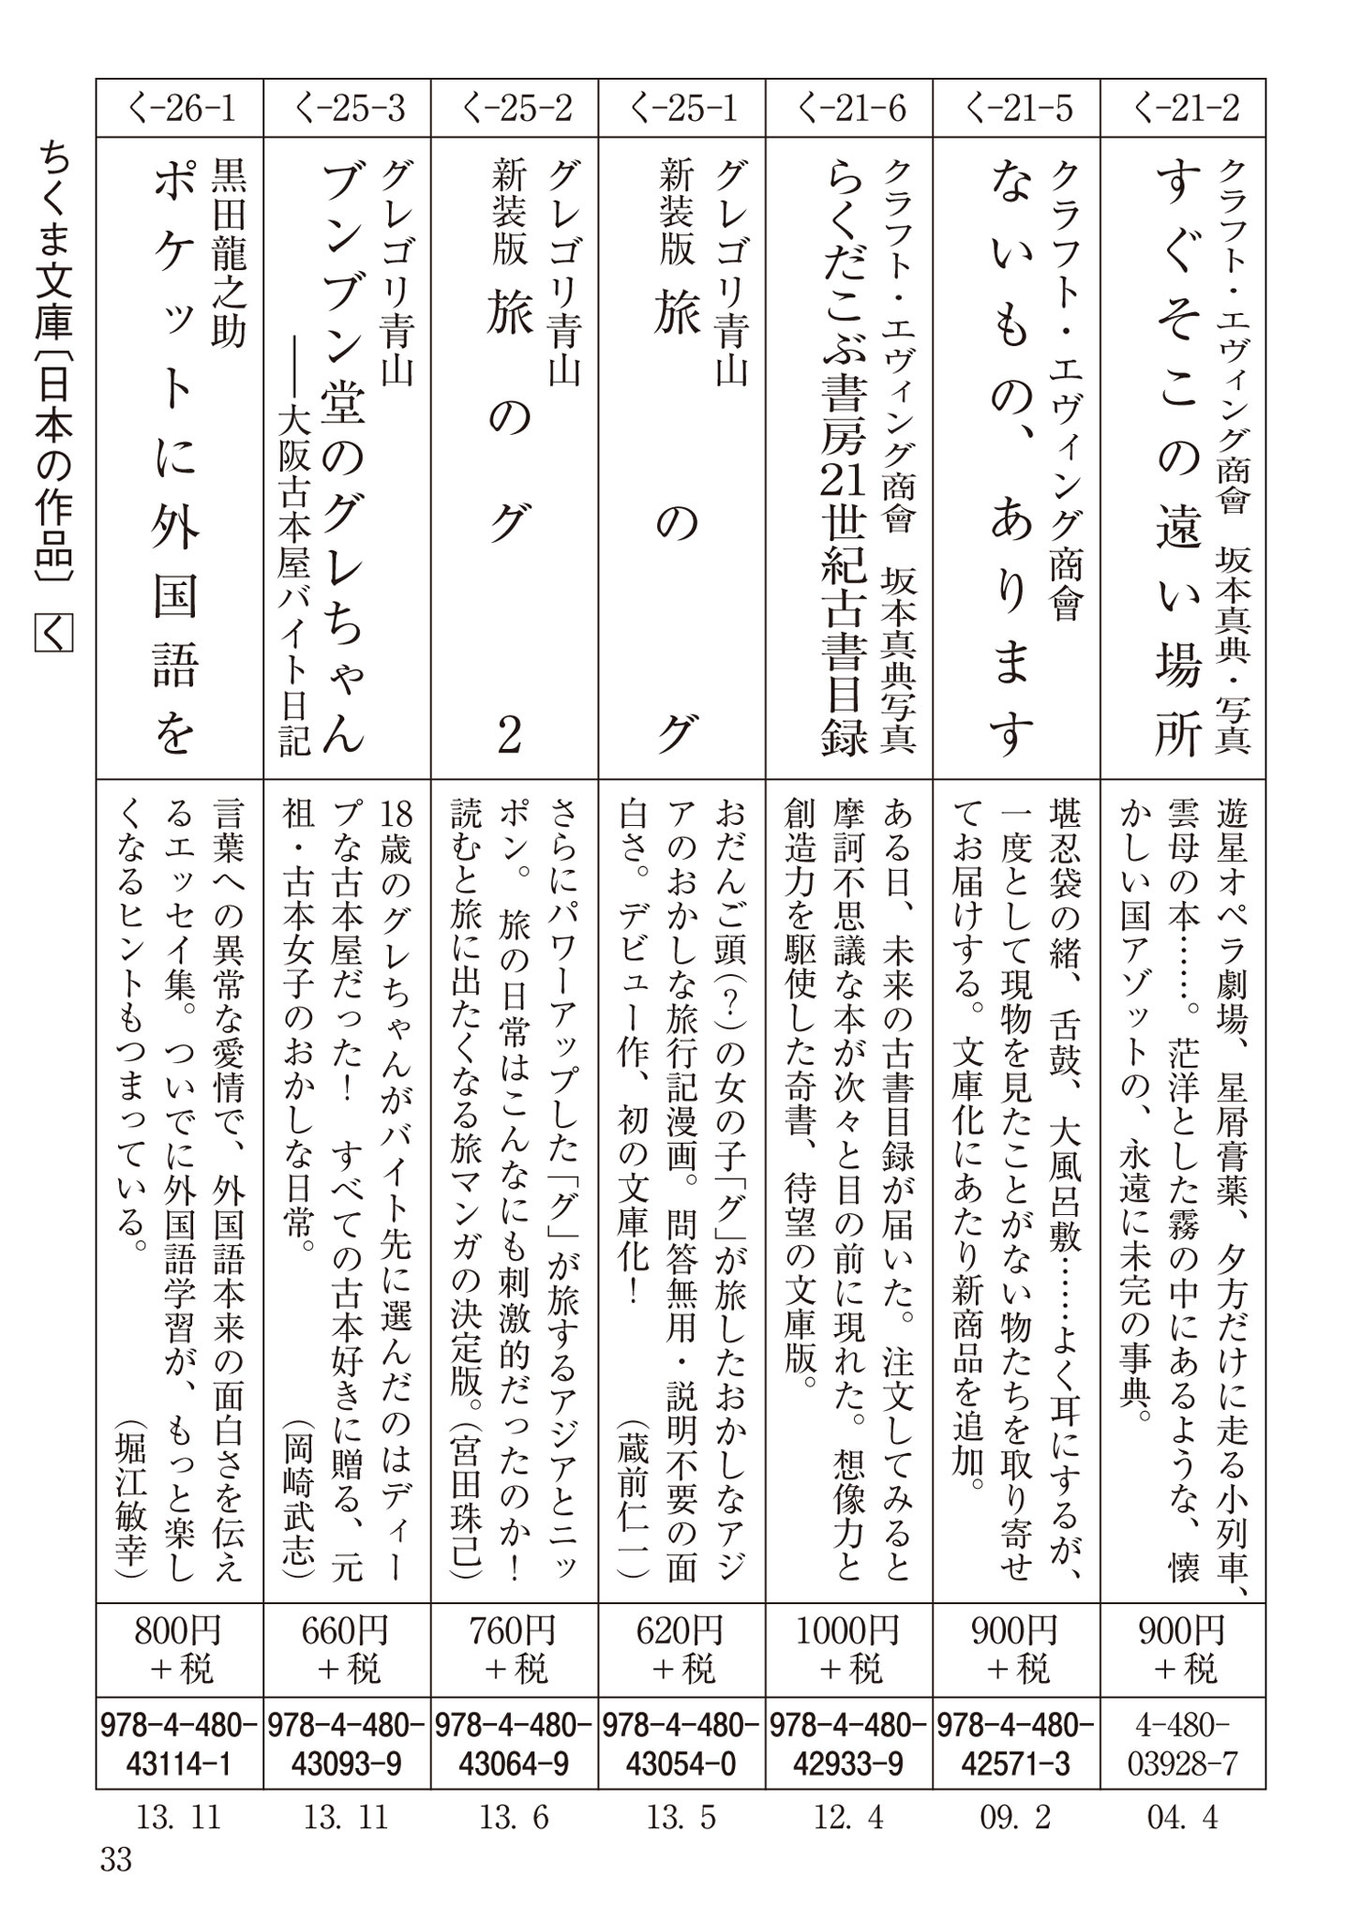 く-21-2
クラフト・エヴィング商會　坂本真典・写真
すぐそこの遠い場所
遊星オペラ劇場、星屑膏薬、夕方だけに走る小列車、
雲母の本……。茫洋とした霧の中にあるような、懐
かしい国アゾットの、永遠に未完の事典。
900円
＋税
4-480-
03928-7
04. 4
く-21-5
クラフト・エヴィング商會
ないもの、あります
堪忍袋の緒、舌鼓、大風呂敷……よく耳にするが、
一度として現物を見たことがない物たちを取り寄せ
てお届けする。文庫化にあたり新商品を追加。
900円
＋税
978-4-480-
42571-3
09. 2
く-21-6
クラフト・エヴィング商會　坂本真典写真
らくだこぶ書房21世紀古書目録
ある日、未来の古書目録が届いた。注文してみると
摩訶不思議な本が次々と目の前に現れた。想像力と
創造力を駆使した奇書、待望の文庫版。
1000円
＋税
978-4-480-
42933-9
12. 4
く-25-1
グレゴリ青山
新装版 旅のグ
おだんご頭(?)の女の子「グ」が旅したおかしなアジ
アのおかしな旅行記漫画。問答無用・説明不要の面
白さ。デビュー作、初の文庫化！　（蔵前仁一）
620円
＋税
978-4-480-
43054-0
13. 5
く-25-2
グレゴリ青山
新装版 旅のグ2
さらにパワーアップした「グ」が旅するアジアとニッ
ポン。旅の日常はこんなにも刺激的だったのか！
読むと旅に出たくなる旅マンガの決定版。（宮田珠己）
760円
＋税
978-4-480-
43064-9
13. 6
く-25-3
グレゴリ青山
ブンブン堂のグレちゃん
――大阪古本屋バイト日記
18歳のグレちゃんがバイト先に選んだのはディー
プな古本屋だった！　すべての古本好きに贈る、元
祖・古本女子のおかしな日常。　（岡崎武志）
660円
＋税
978-4-480-
43093-9
13. 11
く-26-1
黒田龍之助
ポケットに外国語を
言葉への異常な愛情で、外国語本来の面白さを伝え
るエッセイ集。ついでに外国語学習が、もっと楽し
くなるヒントもつまっている。　（堀江敏幸）
800円
＋税
978-4-480-
43114-1
13. 11
ちくま文庫〔日本の作品〕 く
33